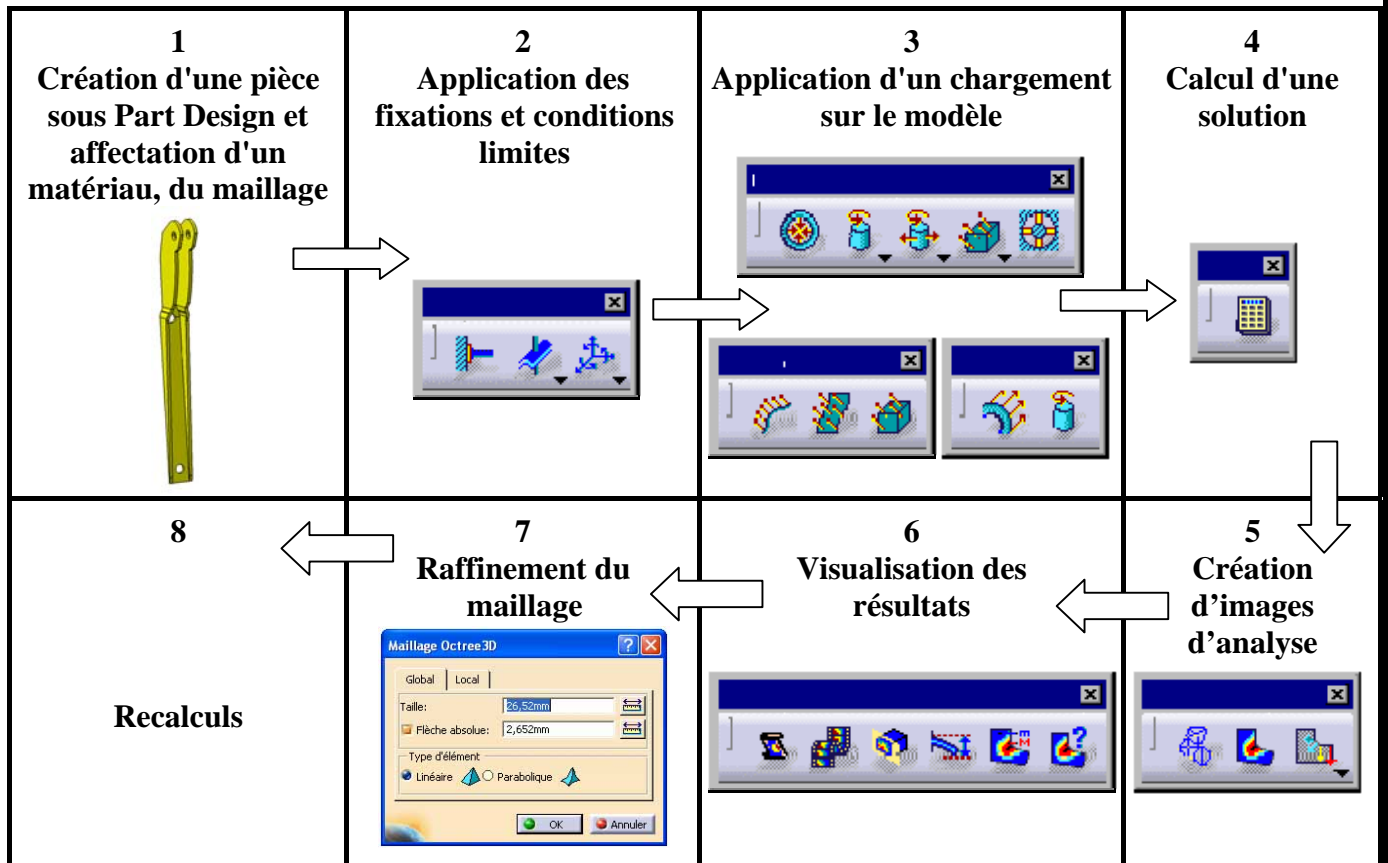 1
Création d'une pièce
sous Part Design et
affectation d'un
matériau, du maillage
2
Application des
fixations et conditions
limites
3
Application d'un chargement
sur le modèle
4
Calcul d'une
solution
5
Création
d'images
d'analyse
6
Visualisation des
résultats
7
Raffinement du
maillage
Maillage Octree3D
Global Local
Taille: 26,52mm
Flèche absolue: 2,652mm
Type d'élément
Linéaire Parabolique
OK Annuler
8
Recalculs